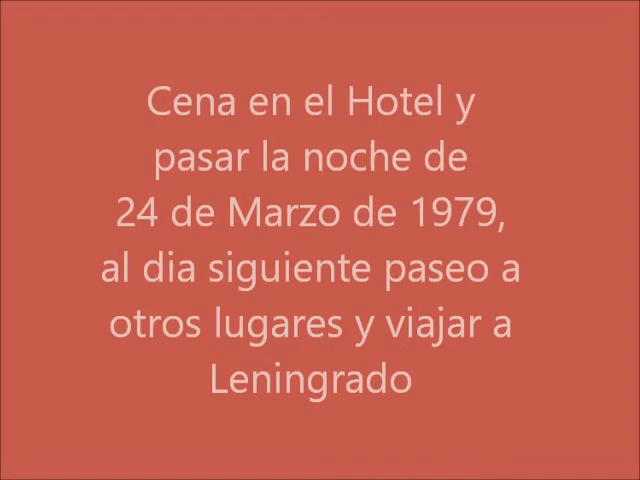 Cena en el Hotel y
pasar la noche de
24 de Marzo de 1979,
al dia siguiente paseo a
otros lugares y viajar a
Leningrado